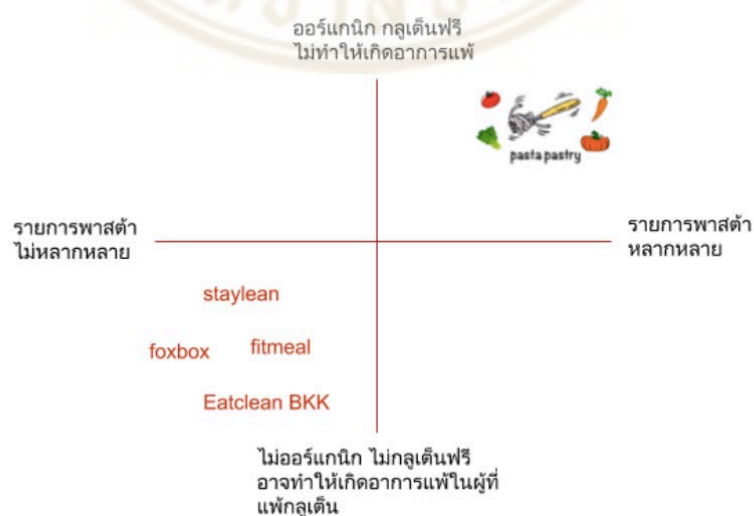 ออร์แกนิก กลูเต็นฟรี
ไม่ทำให้เกิดอาการแพ้
pasta pastry
รายการพาสต้า
ไม่หลากหลาย
รายการพาสต้า
หลากหลาย
staylean
foxbox
fitmeal
Eatclean BKK
ไม่ออร์แกนิก ไม่กลูเต็นฟรี
อาจทำให้เกิดอาการแพ้ในผู้ที่
แพ้กลูเต็น